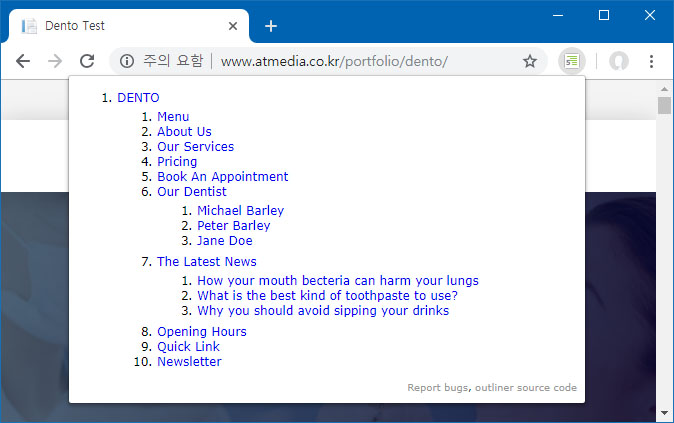 Dento Test
주의 요함 | www.atmedia.co.kr/portfolio/dento/
1. DENTO
1. Menu
2. About Us
3. Our Services
4. Pricing
5. Book An Appointment
6. Our Dentist
1. Michael Barley
2. Peter Barley
3. Jane Doe
7. The Latest News
1. How your mouth becteria can harm your lungs
2. What is the best kind of toothpaste to use?
3. Why you should avoid sipping your drinks
8. Opening Hours
9. Quick Link
10. Newsletter
Report bugs, outliner source code